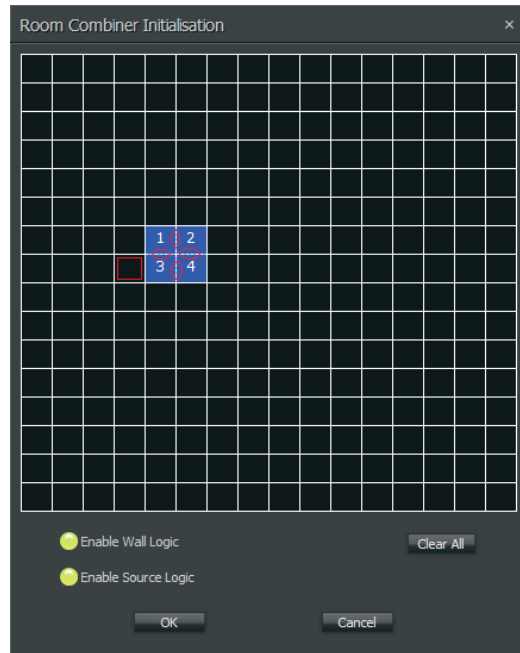 Room Combiner Initialisation ×
1 2
3 4
Enable Wall Logic
Clear All
Enable Source Logic
OK Cancel